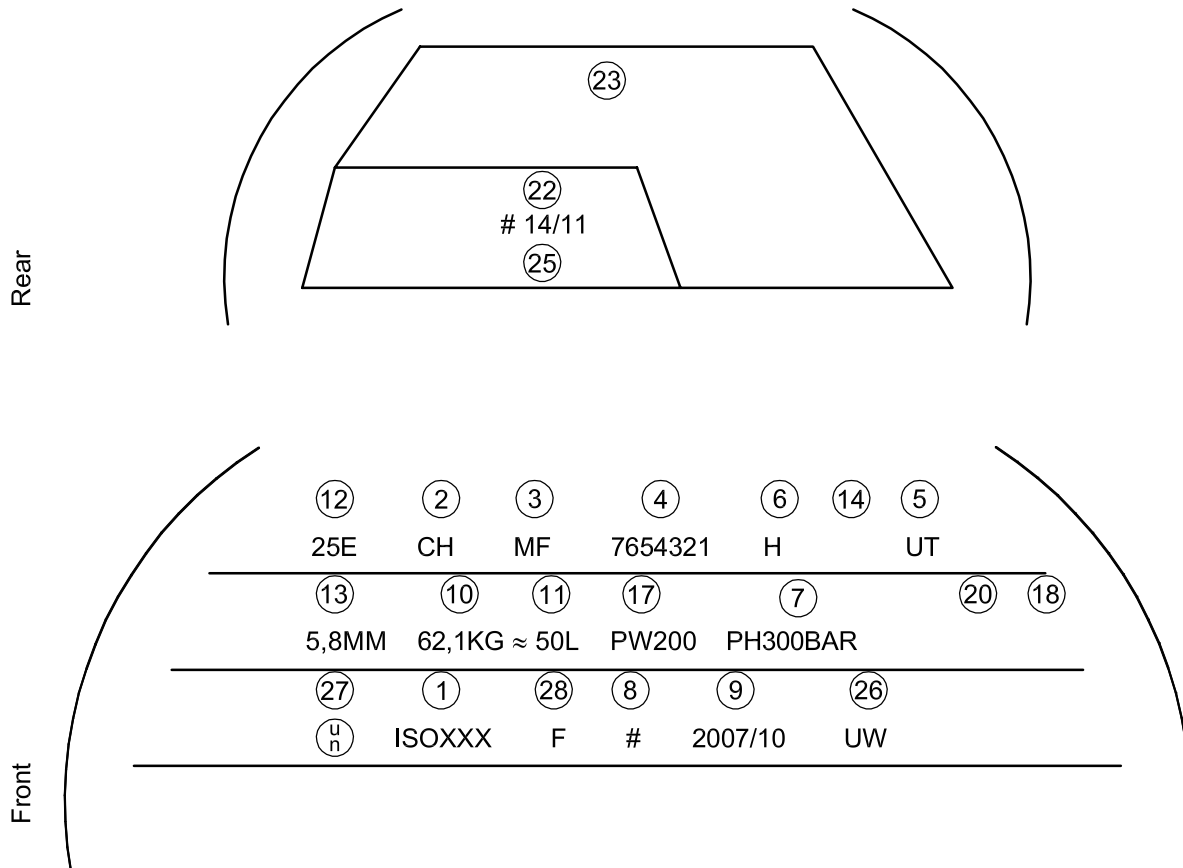 Rear
23
22
# 14/11
25
Front
12 2 3 4 6 14 5
25E CH MF 7654321 H UT
13 10 11 17 7 20 18
5,8MM 62,1KG ≈ 50L PW200 PH300BAR
27 1 28 8 9 26
un ISOXXX F # 2007/10 UW